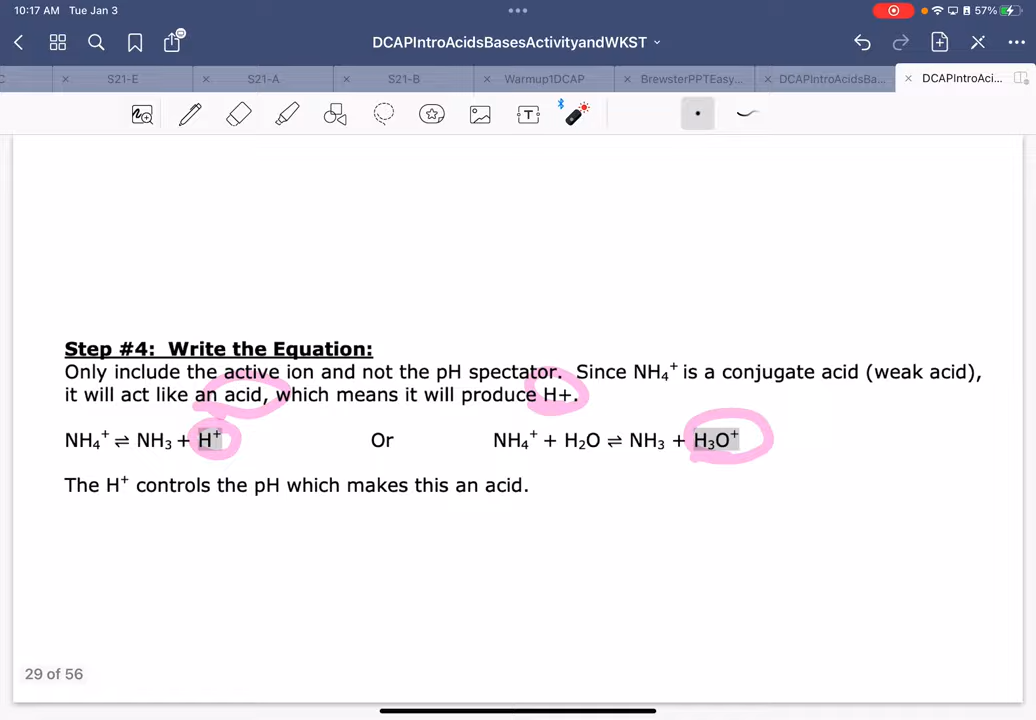 10:17 AM Tue Jan 3
57%
DCAPIntroAcidsBasesActivityandWKST
C
S21-E
S21-A
S21-B
Warmup1DCAP
BrewsterPPTEasy...
DCAPIntroAcidsBa...
DCAPIntroAci...
T
Step #4: Write the Equation:
Only include the active ion and not the pH spectator. Since NH₄⁺ is a conjugate acid (weak acid),
it will act like an acid, which means it will produce H+.
NH₄⁺ ⇌ NH₃ + H⁺ Or NH₄⁺ + H₂O ⇌ NH₃ + H₃O⁺
The H⁺ controls the pH which makes this an acid.
29 of 56